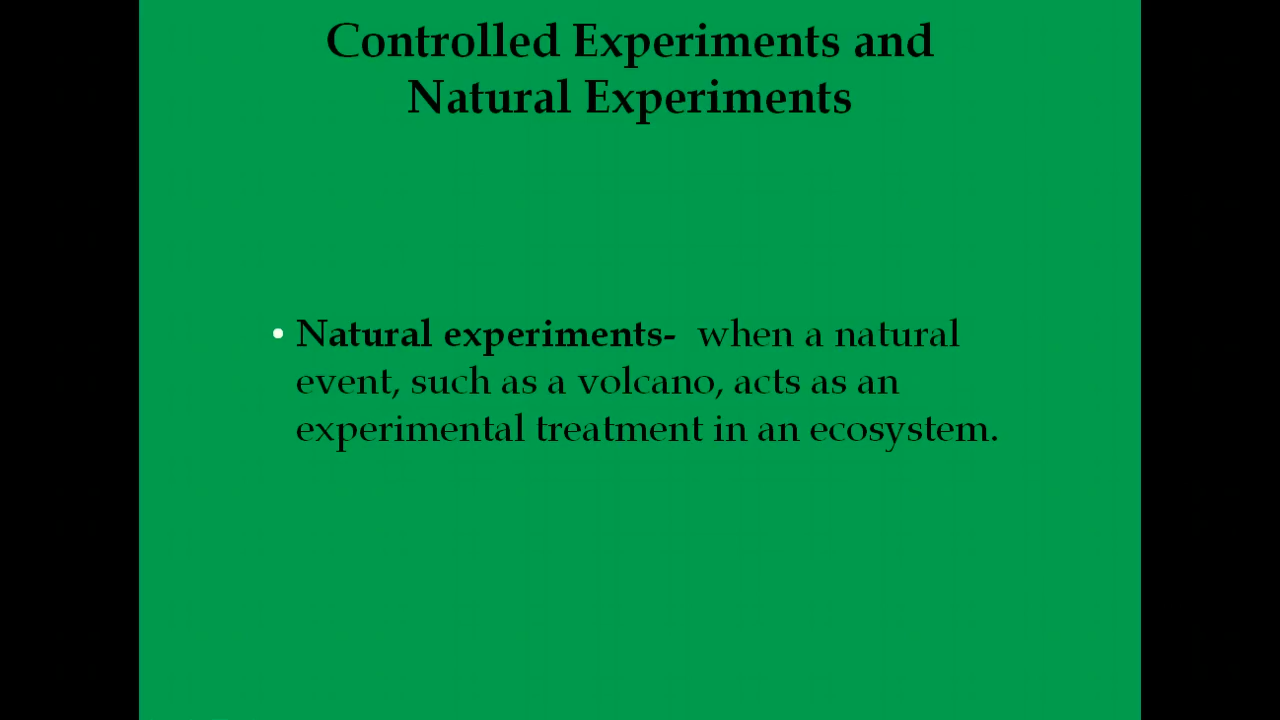 Controlled Experiments and
Natural Experiments
• Natural experiments- when a natural
event, such as a volcano, acts as an
experimental treatment in an ecosystem.